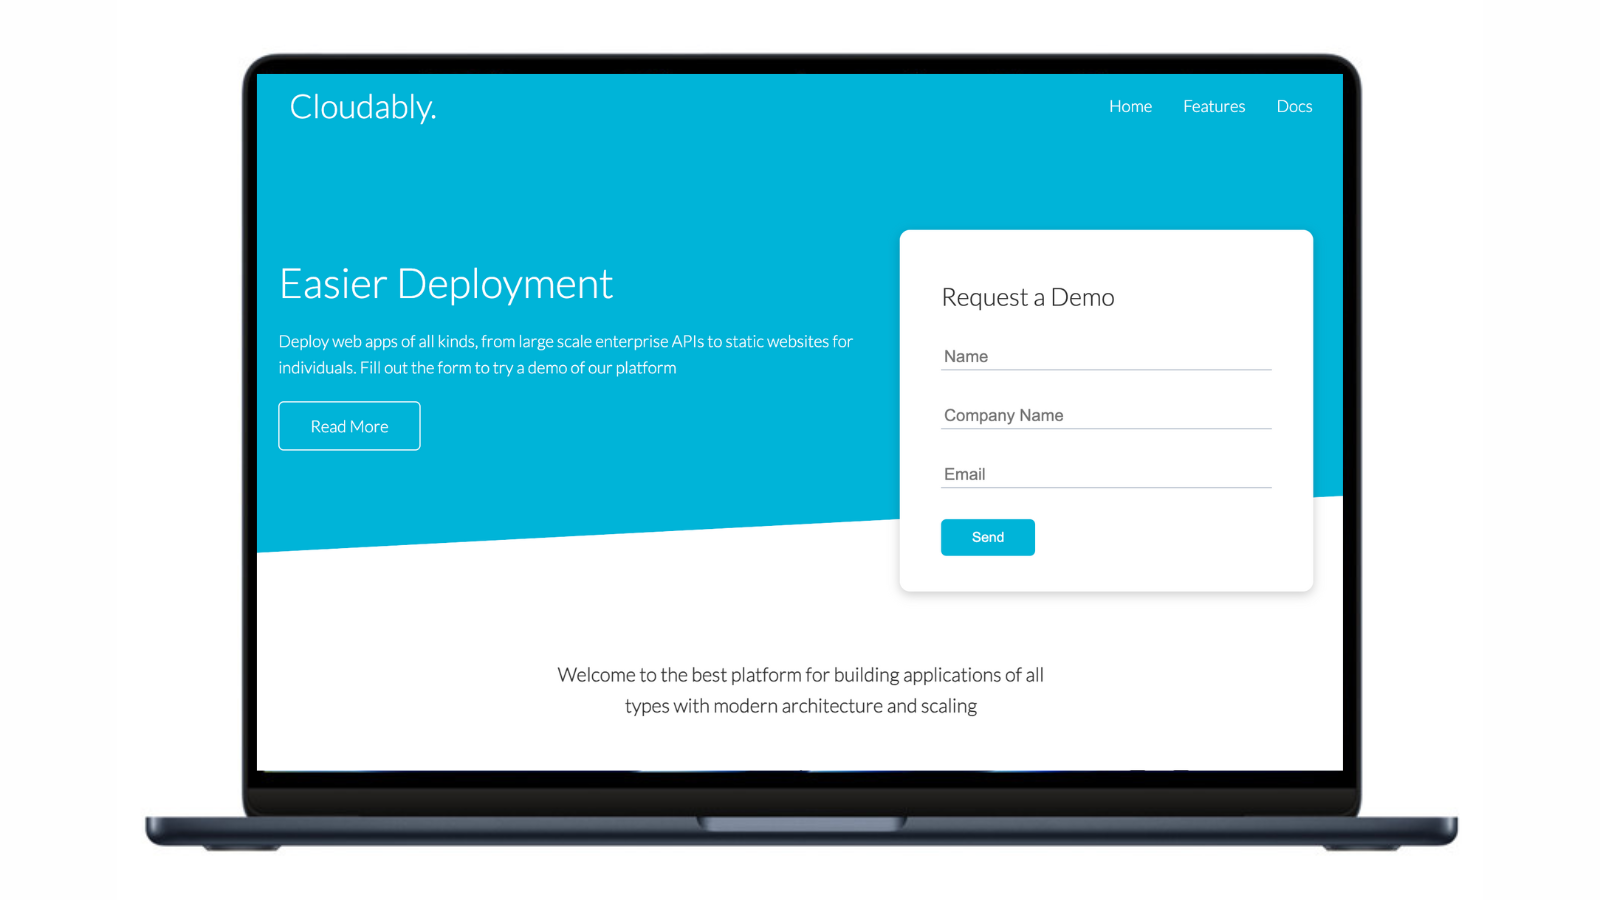 Cloudably.
Home Features Docs
Easier Deployment
Deploy web apps of all kinds, from large scale enterprise APIs to static websites for
individuals. Fill out the form to try a demo of our platform
Read More
Request a Demo
Name
Company Name
Email
Send
Welcome to the best platform for building applications of all
types with modern architecture and scaling